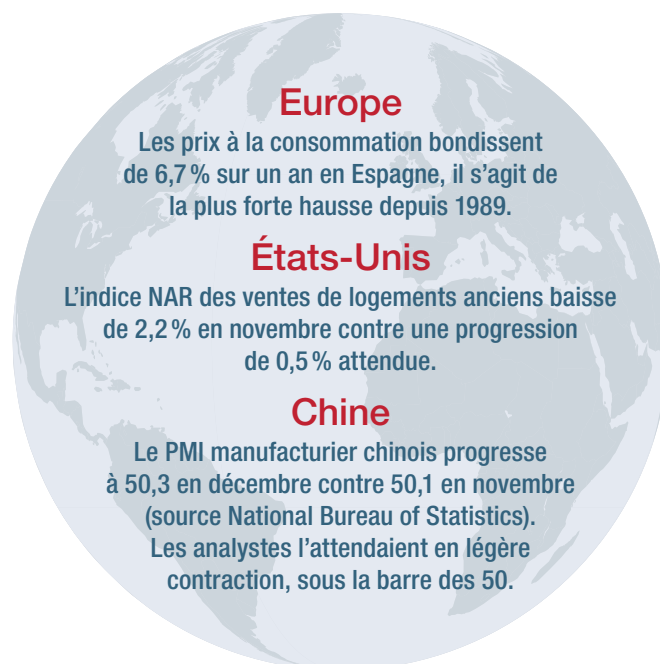 Europe
Les prix à la consommation bondissent
de 6,7 % sur un an en Espagne, il s’agit de
la plus forte hausse depuis 1989.
États-Unis
L’indice NAR des ventes de logements anciens baisse
de 2,2 % en novembre contre une progression
de 0,5 % attendue.
Chine
Le PMI manufacturier chinois progresse
à 50,3 en décembre contre 50,1 en novembre
(source National Bureau of Statistics).
Les analystes l’attendaient en légère
contraction, sous la barre des 50.